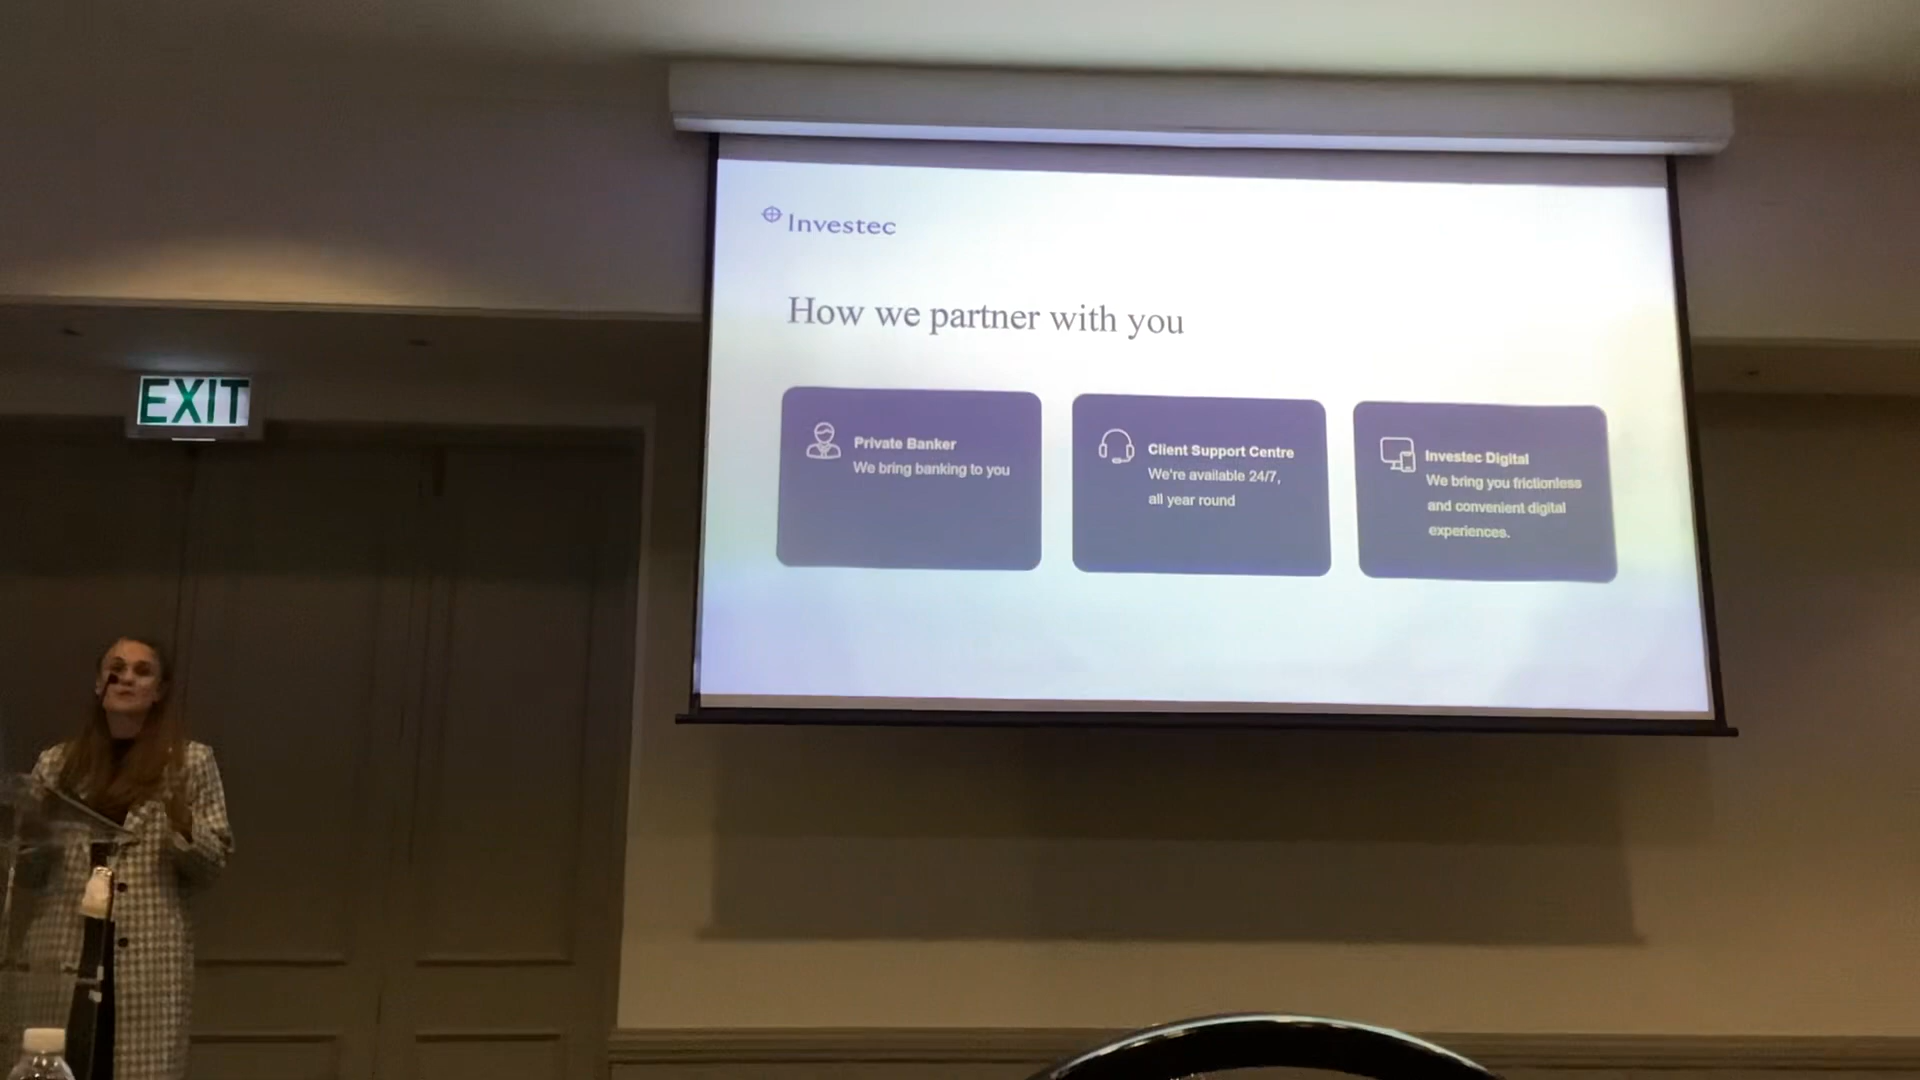 Investec
How we partner with you
Private Banker
We bring banking to you
Client Support Centre
We're available 24/7,
all year round
Investec Digital
We bring you frictionless
and convenient digital
experiences.
EXIT